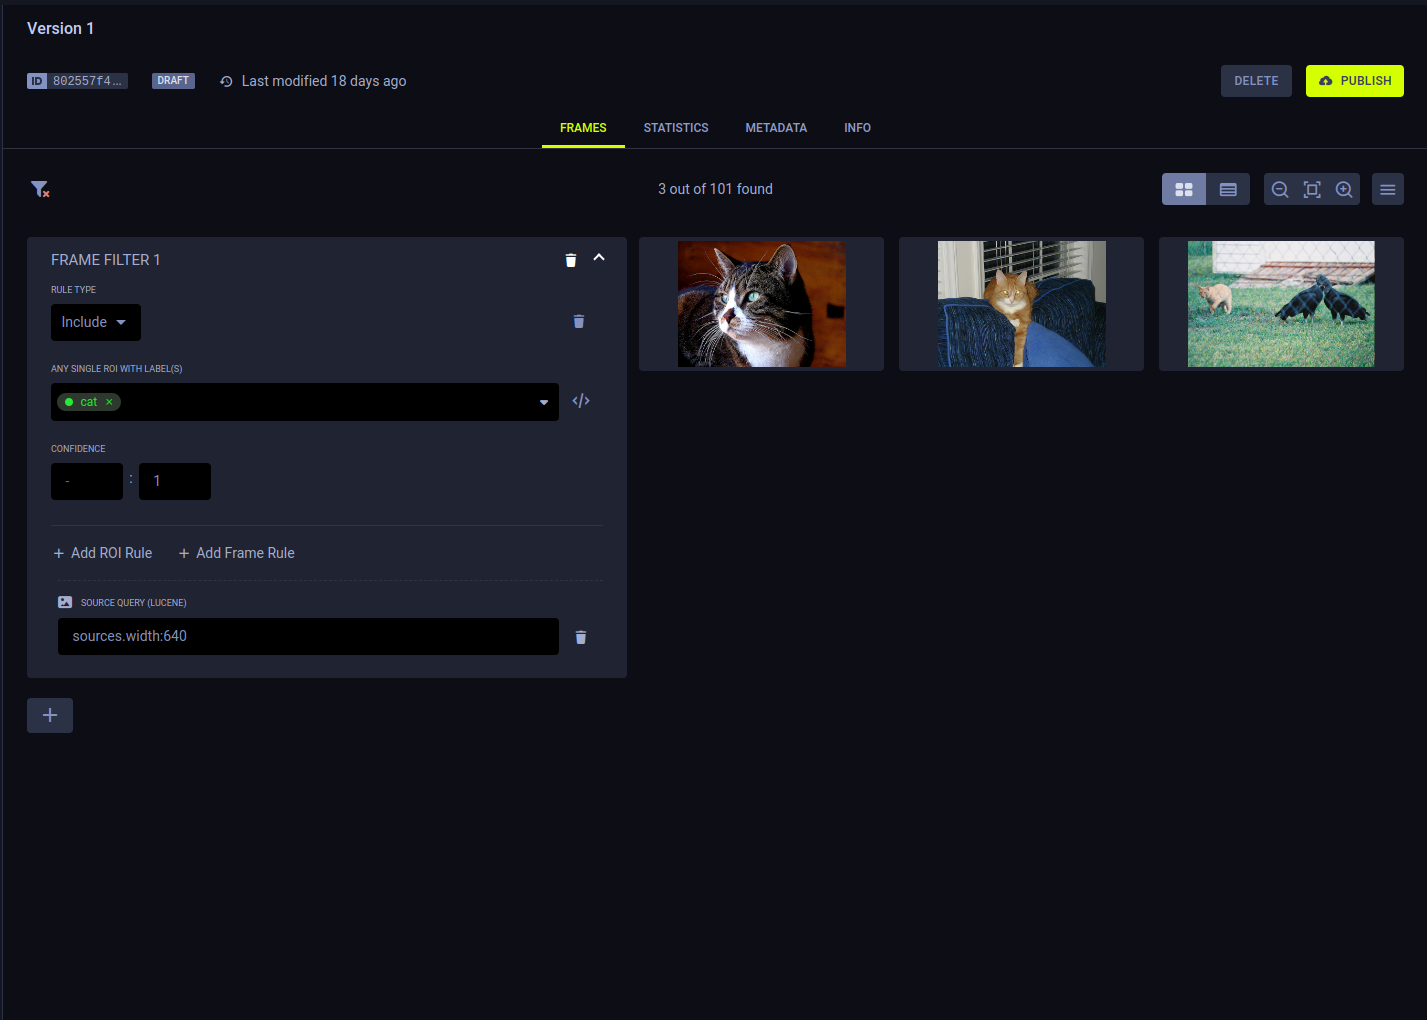 Version 1
ID 802557f4...
DRAFT
Last modified 18 days ago
DELETE
PUBLISH
FRAMES
STATISTICS
METADATA
INFO
3 out of 101 found
FRAME FILTER 1
RULE TYPE
Include
ANY SINGLE ROI WITH LABEL(S)
cat ×
CONFIDENCE
- : 1
+ Add ROI Rule
+ Add Frame Rule
SOURCE QUERY (LUCENE)
sources.width:640